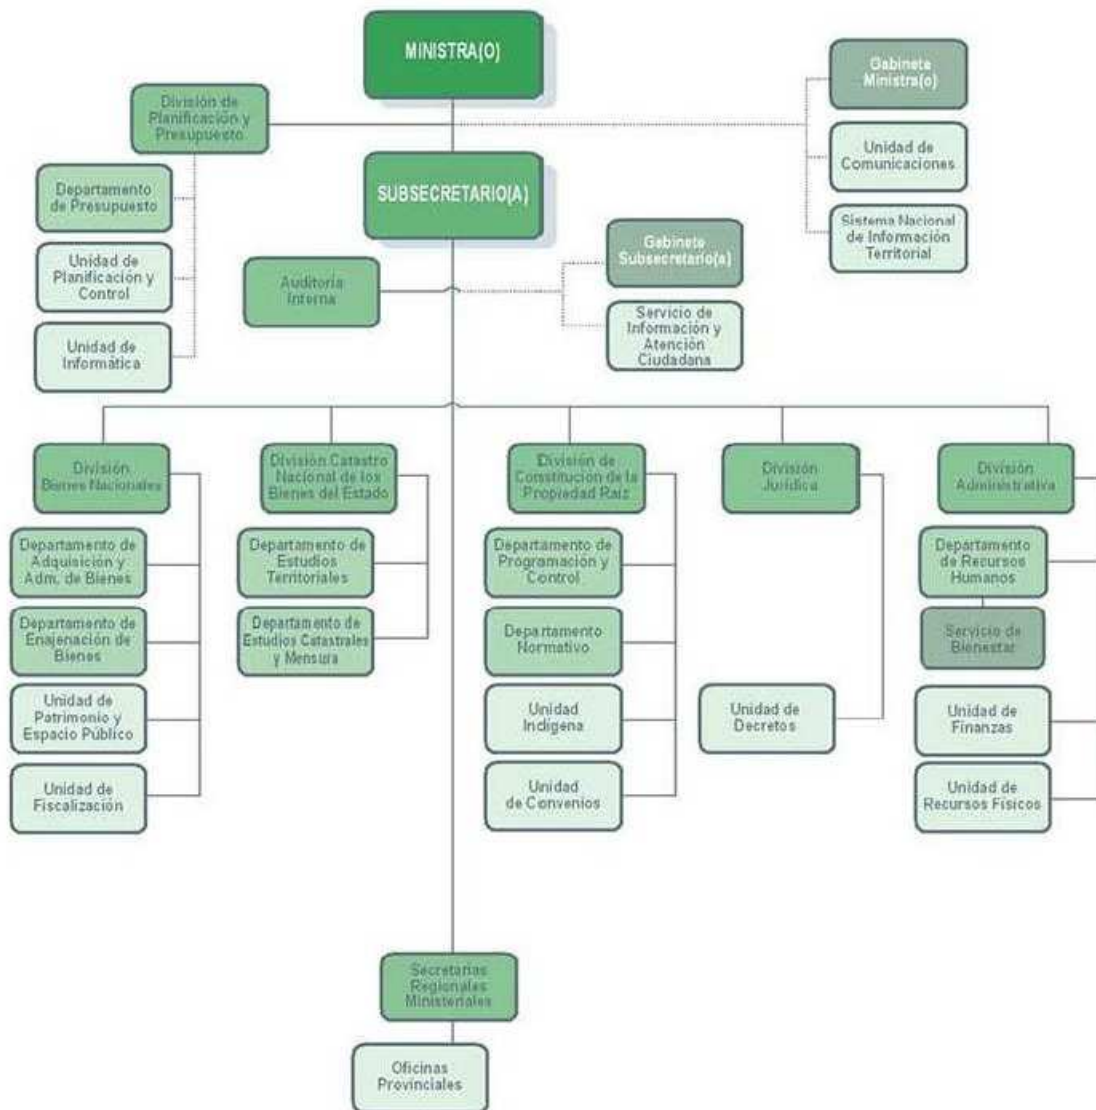 MINISTRA(O)
Gabinete
Ministra(o)
División de
Planificación y
Presupuesto
Unidad de
Comunicaciones
SUBSECRETARIO(A)
Departamento
de Presupuesto
Sistema Nacional
de Información
Territorial
Gabinete
Subsecretario(a)
Unidad de
Planificación y
Control
Auditoría
Interna
Servicio de
Información y
Atención
Ciudadana
Unidad de
Informática
División
Bienes Nacionales
Departamento de
Adquisición y
Adm. de Bienes
Departamento de
Enajenación de
Bienes
Unidad de
Patrimonio y
Espacio Público
Unidad de
Fiscalización
División Catastro
Nacional de los
Bienes del Estado
Departamento de
Estudios
Territoriales
Departamento de
Estudios Catastrales
y Mensura
División de
Constitución de la
Propiedad Raíz
Departamento de
Programación y
Control
Departamento
Normativo
Unidad
Indígena
Unidad
de Convenios
División
Jurídica
Unidad de
Decretos
División
Administrativa
Departamento
de Recursos
Humanos
Servicio de
Bienestar
Unidad de
Finanzas
Unidad de
Recursos Físicos
Secretarías
Regionales
Ministeriales
Oficinas
Provinciales